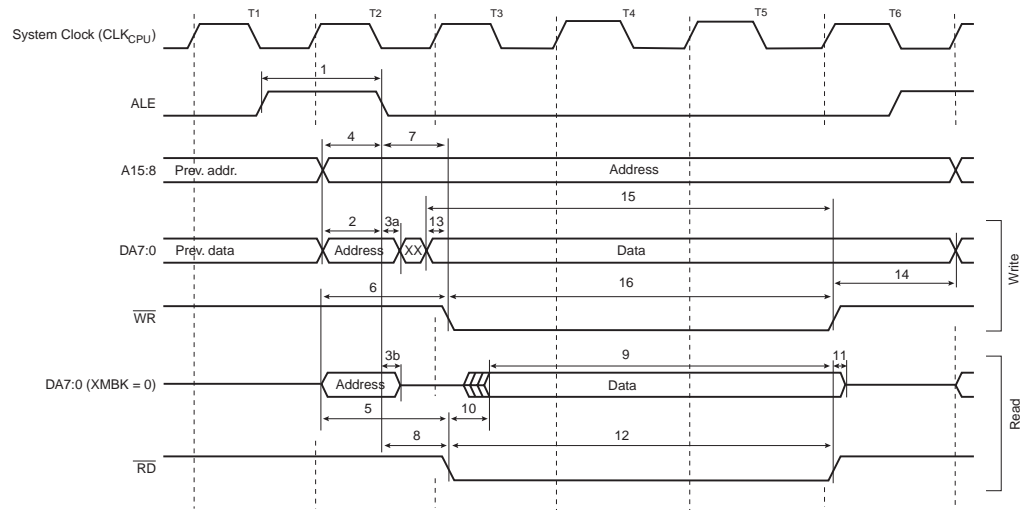 T1 T2 T3 T4 T5 T6
System Clock (CLKCPU)
1
ALE
4 7
A15:8 Prev. addr. Address
15
2 3a 13
DA7:0 Prev. data Address XX Data
14
6 16
WR
Write
3b 9 11
DA7:0 (XMBK = 0) Address Data
5 10
8 12
RD
Read